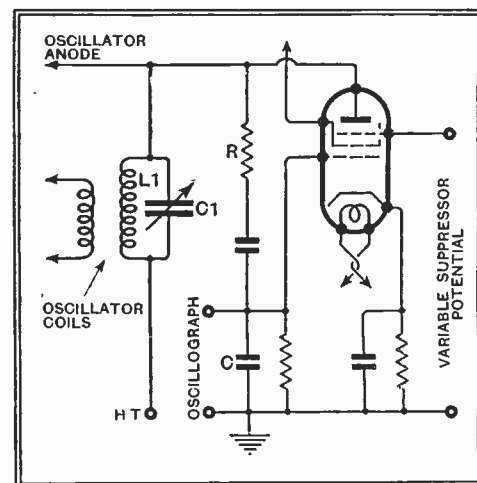 OSCILLATOR
ANODE
R
L1
C1
OSCILLATOR
COILS
OSCILLOGRAPH
C
VARIABLE SUPPRESSOR
POTENTIAL
HT